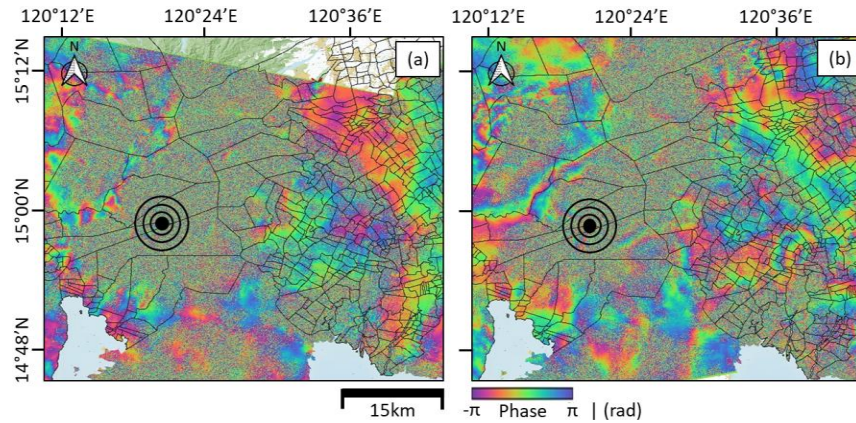 120°12′E 120°24′E 120°36′E 120°12′E 120°24′E 120°36′E
N (a) N (b)
15°12′N
15°00′N
14°48′N
15km -π Phase π | (rad)